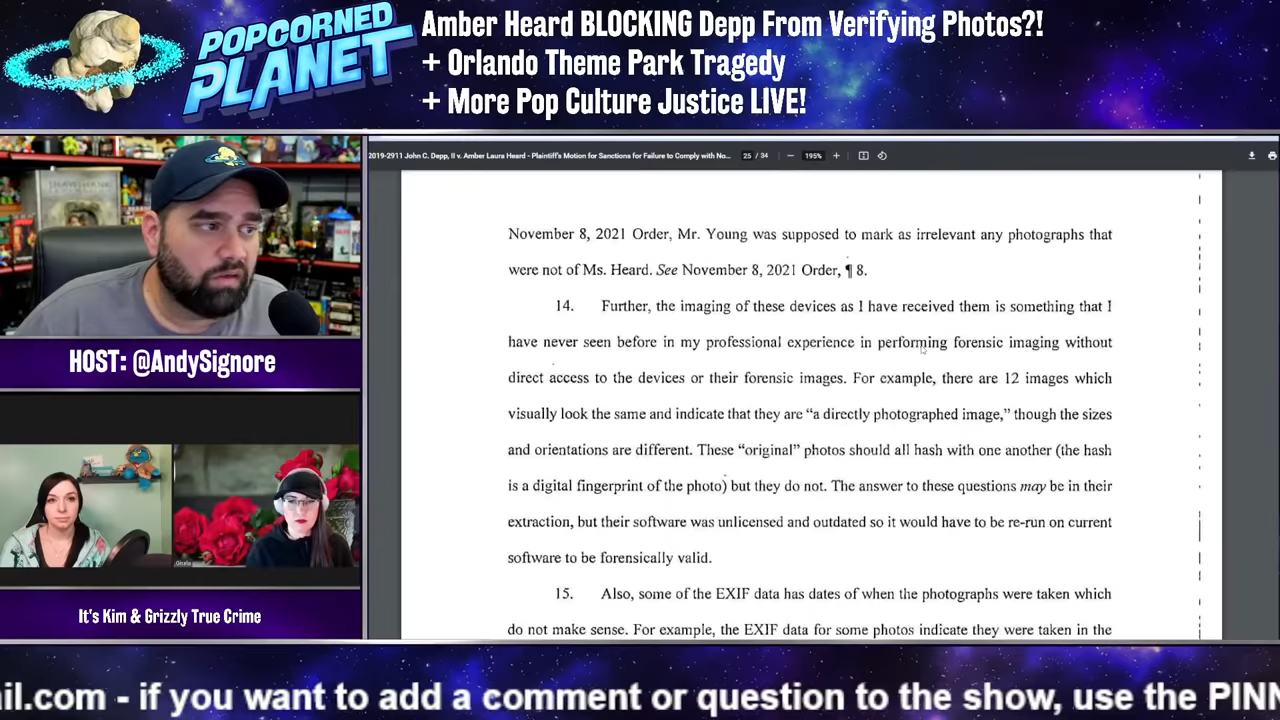 POPCORNED
PLANET
Amber Heard BLOCKING Depp From Verifying Photos?!
+ Orlando Theme Park Tragedy
+ More Pop Culture Justice LIVE!
HOST: @AndySignore
It's Kim & Grizzly True Crime
2019-2911 John C. Depp, II v. Amber Laura Heard - Plaintiff's Motion for Sanctions for Failure to Comply with No... 25 / 34 195%
November 8, 2021 Order, Mr. Young was supposed to mark as irrelevant any photographs that
were not of Ms. Heard. See November 8, 2021 Order, ¶ 8.
14. Further, the imaging of these devices as I have received them is something that I
have never seen before in my professional experience in performing forensic imaging without
direct access to the devices or their forensic images. For example, there are 12 images which
visually look the same and indicate that they are “a directly photographed image,” though the sizes
and orientations are different. These “original” photos should all hash with one another (the hash
is a digital fingerprint of the photo) but they do not. The answer to these questions may be in their
extraction, but their software was unlicensed and outdated so it would have to be re-run on current
software to be forensically valid.
15. Also, some of the EXIF data has dates of when the photographs were taken which
do not make sense. For example, the EXIF data for some photos indicate they were taken in the
il.com - if you want to add a comment or question to the show, use the PINN